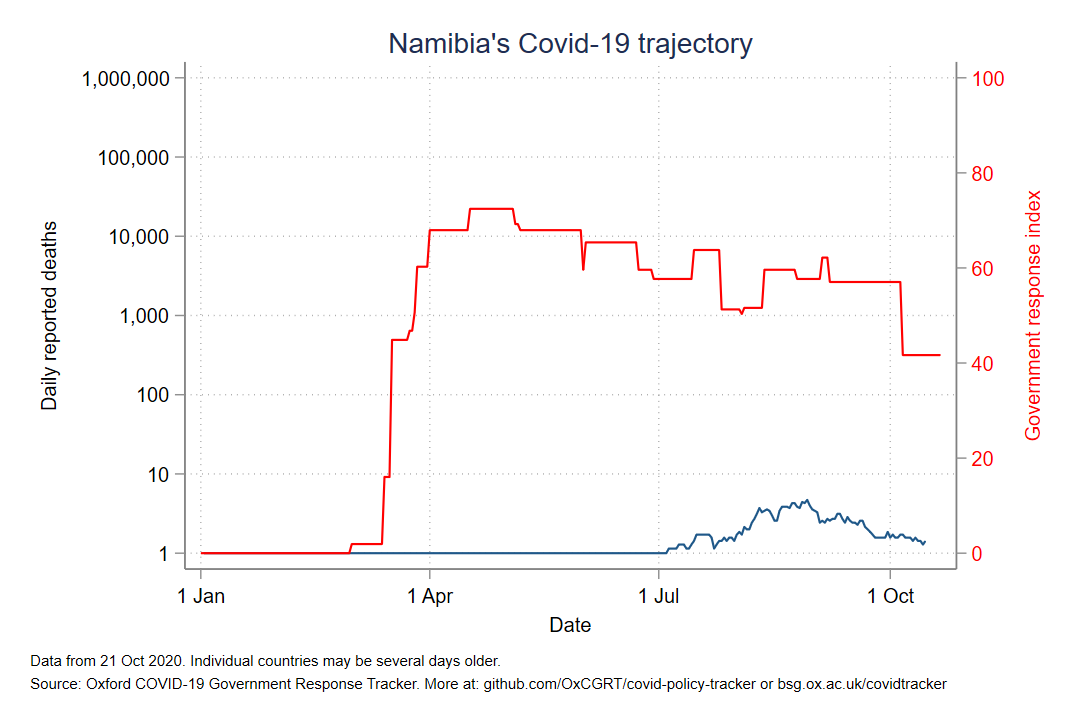 Namibia's Covid-19 trajectory
1,000,000
100,000
10,000
1,000
100
10
1
Daily reported deaths
100
80
60
40
20
0
Government response index
1 Jan
1 Apr
1 Jul
1 Oct
Date
Data from 21 Oct 2020. Individual countries may be several days older.
Source: Oxford COVID-19 Government Response Tracker. More at: github.com/OxCGRT/covid-policy-tracker or bsg.ox.ac.uk/covidtracker